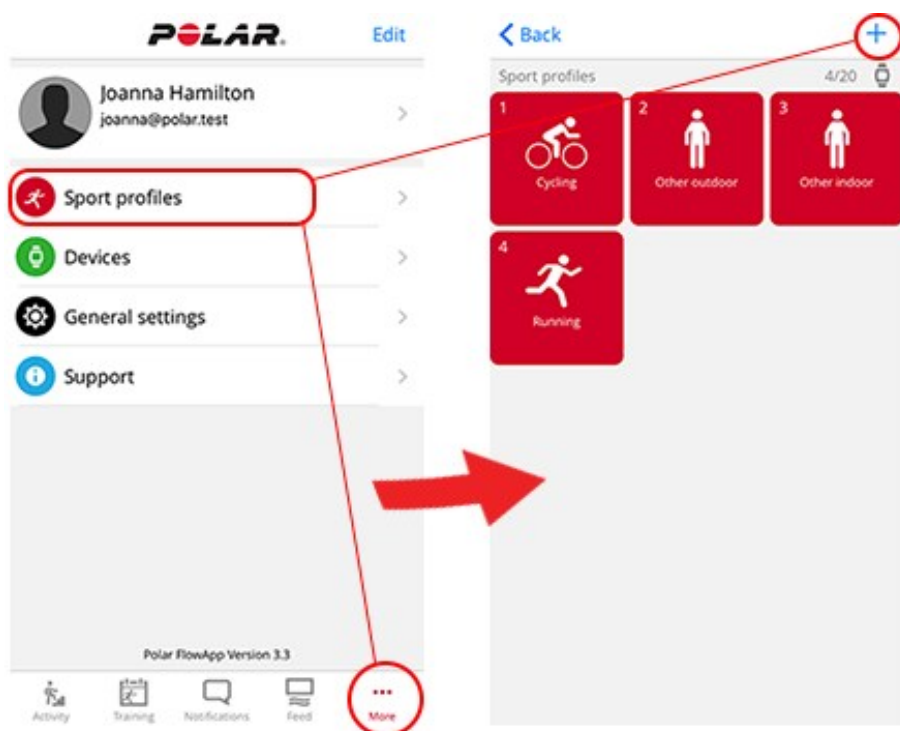 POLAR.
Edit
Joanna Hamilton
joanna@polar.test
Sport profiles
Devices
General settings
Support
Polar FlowApp Version 3.3
Activity
Training
Notifications
Feed
More
Back
Sport profiles
4/20
1
Cycling
2
Other outdoor
3
Other indoor
4
Running